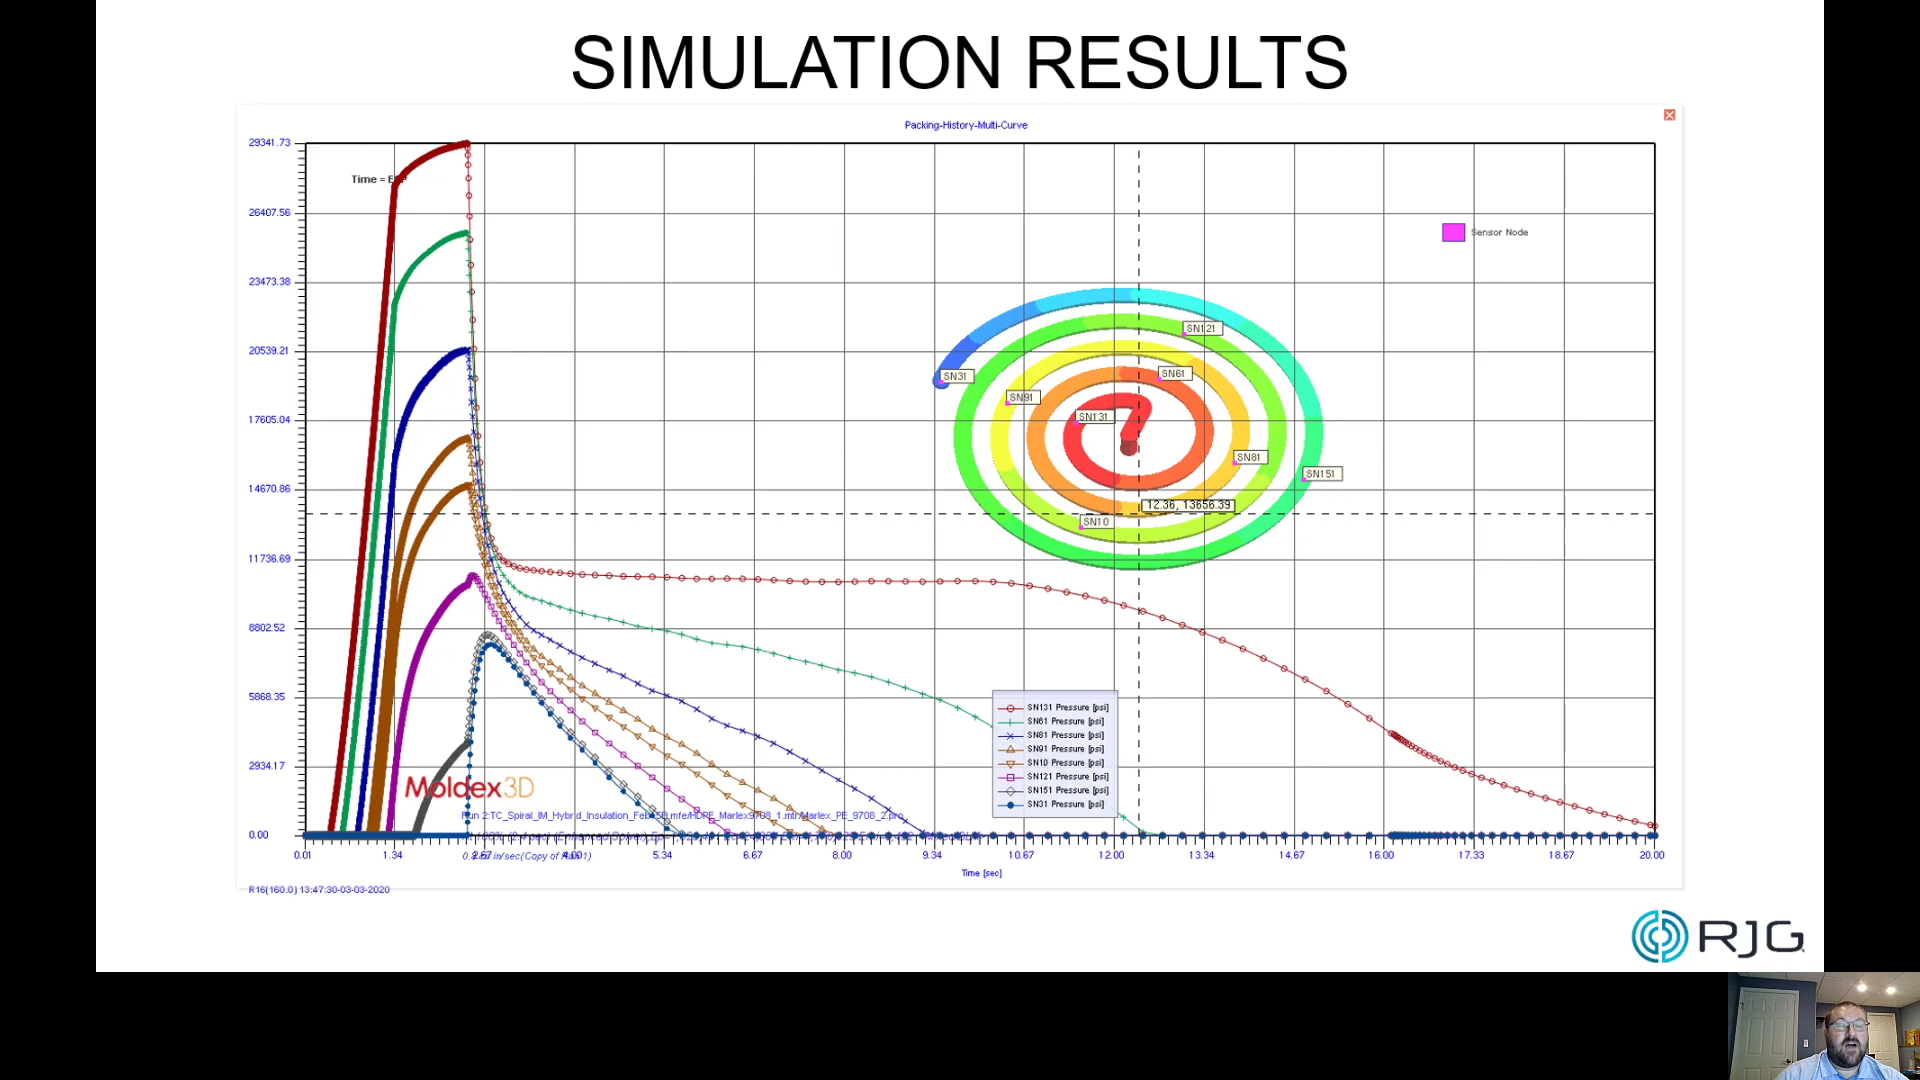 SIMULATION RESULTS
Packing-History-Multi-Curve
29341.73
Time =
26407.56
Sensor Node
23473.38
SN121
20539.21
SN31
SN61
SN91
17605.04
SN131
SN81
SN151
14670.86
12.36, 13656.39
SN10
11736.69
8802.52
5868.35
SN131 Pressure [psi]
SN61 Pressure [psi]
SN81 Pressure [psi]
SN91 Pressure [psi]
SN10 Pressure [psi]
SN121 Pressure [psi]
SN151 Pressure [psi]
SN31 Pressure [psi]
2934.17
Moldex3D
0.00
0.01 1.34 5.34 6.67 8.00 9.34 10.67 12.00 13.34 14.67 16.00 17.33 18.67 20.00
in/sec(Copy of
Time [sec]
R16(160.0) 13:47:30-03-03-2020
RJG